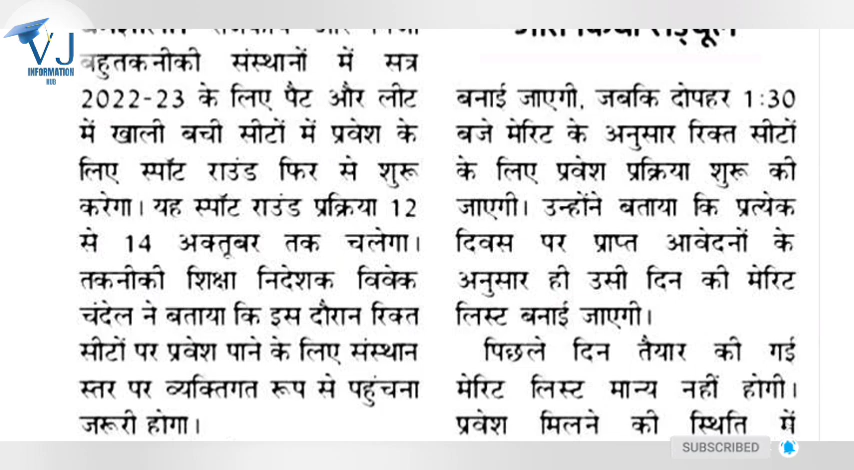 VJ
INFORMATION
HUB
बहुतकनीकी संस्थानों में सत्र
2022-23 के लिए पैट और लीट
में खाली बची सीटों में प्रवेश के
लिए स्पॉट राउंड फिर से शुरू
करेगा। यह स्पॉट राउंड प्रक्रिया 12
से 14 अक्तूबर तक चलेगा।
तकनीकी शिक्षा निदेशक विवेक
चंदेल ने बताया कि इस दौरान रिक्त
सीटों पर प्रवेश पाने के लिए संस्थान
स्तर पर व्यक्तिगत रूप से पहुंचना
जरूरी होगा।
बनाई जाएगी, जबकि दोपहर 1:30
बजे मेरिट के अनुसार रिक्त सीटों
के लिए प्रवेश प्रक्रिया शुरू की
जाएगी। उन्होंने बताया कि प्रत्येक
दिवस पर प्राप्त आवेदनों के
अनुसार ही उसी दिन की मेरिट
लिस्ट बनाई जाएगी।
पिछले दिन तैयार की गई
मेरिट लिस्ट मान्य नहीं होगी।
प्रवेश मिलने की स्थिति में
SUBSCRIBED